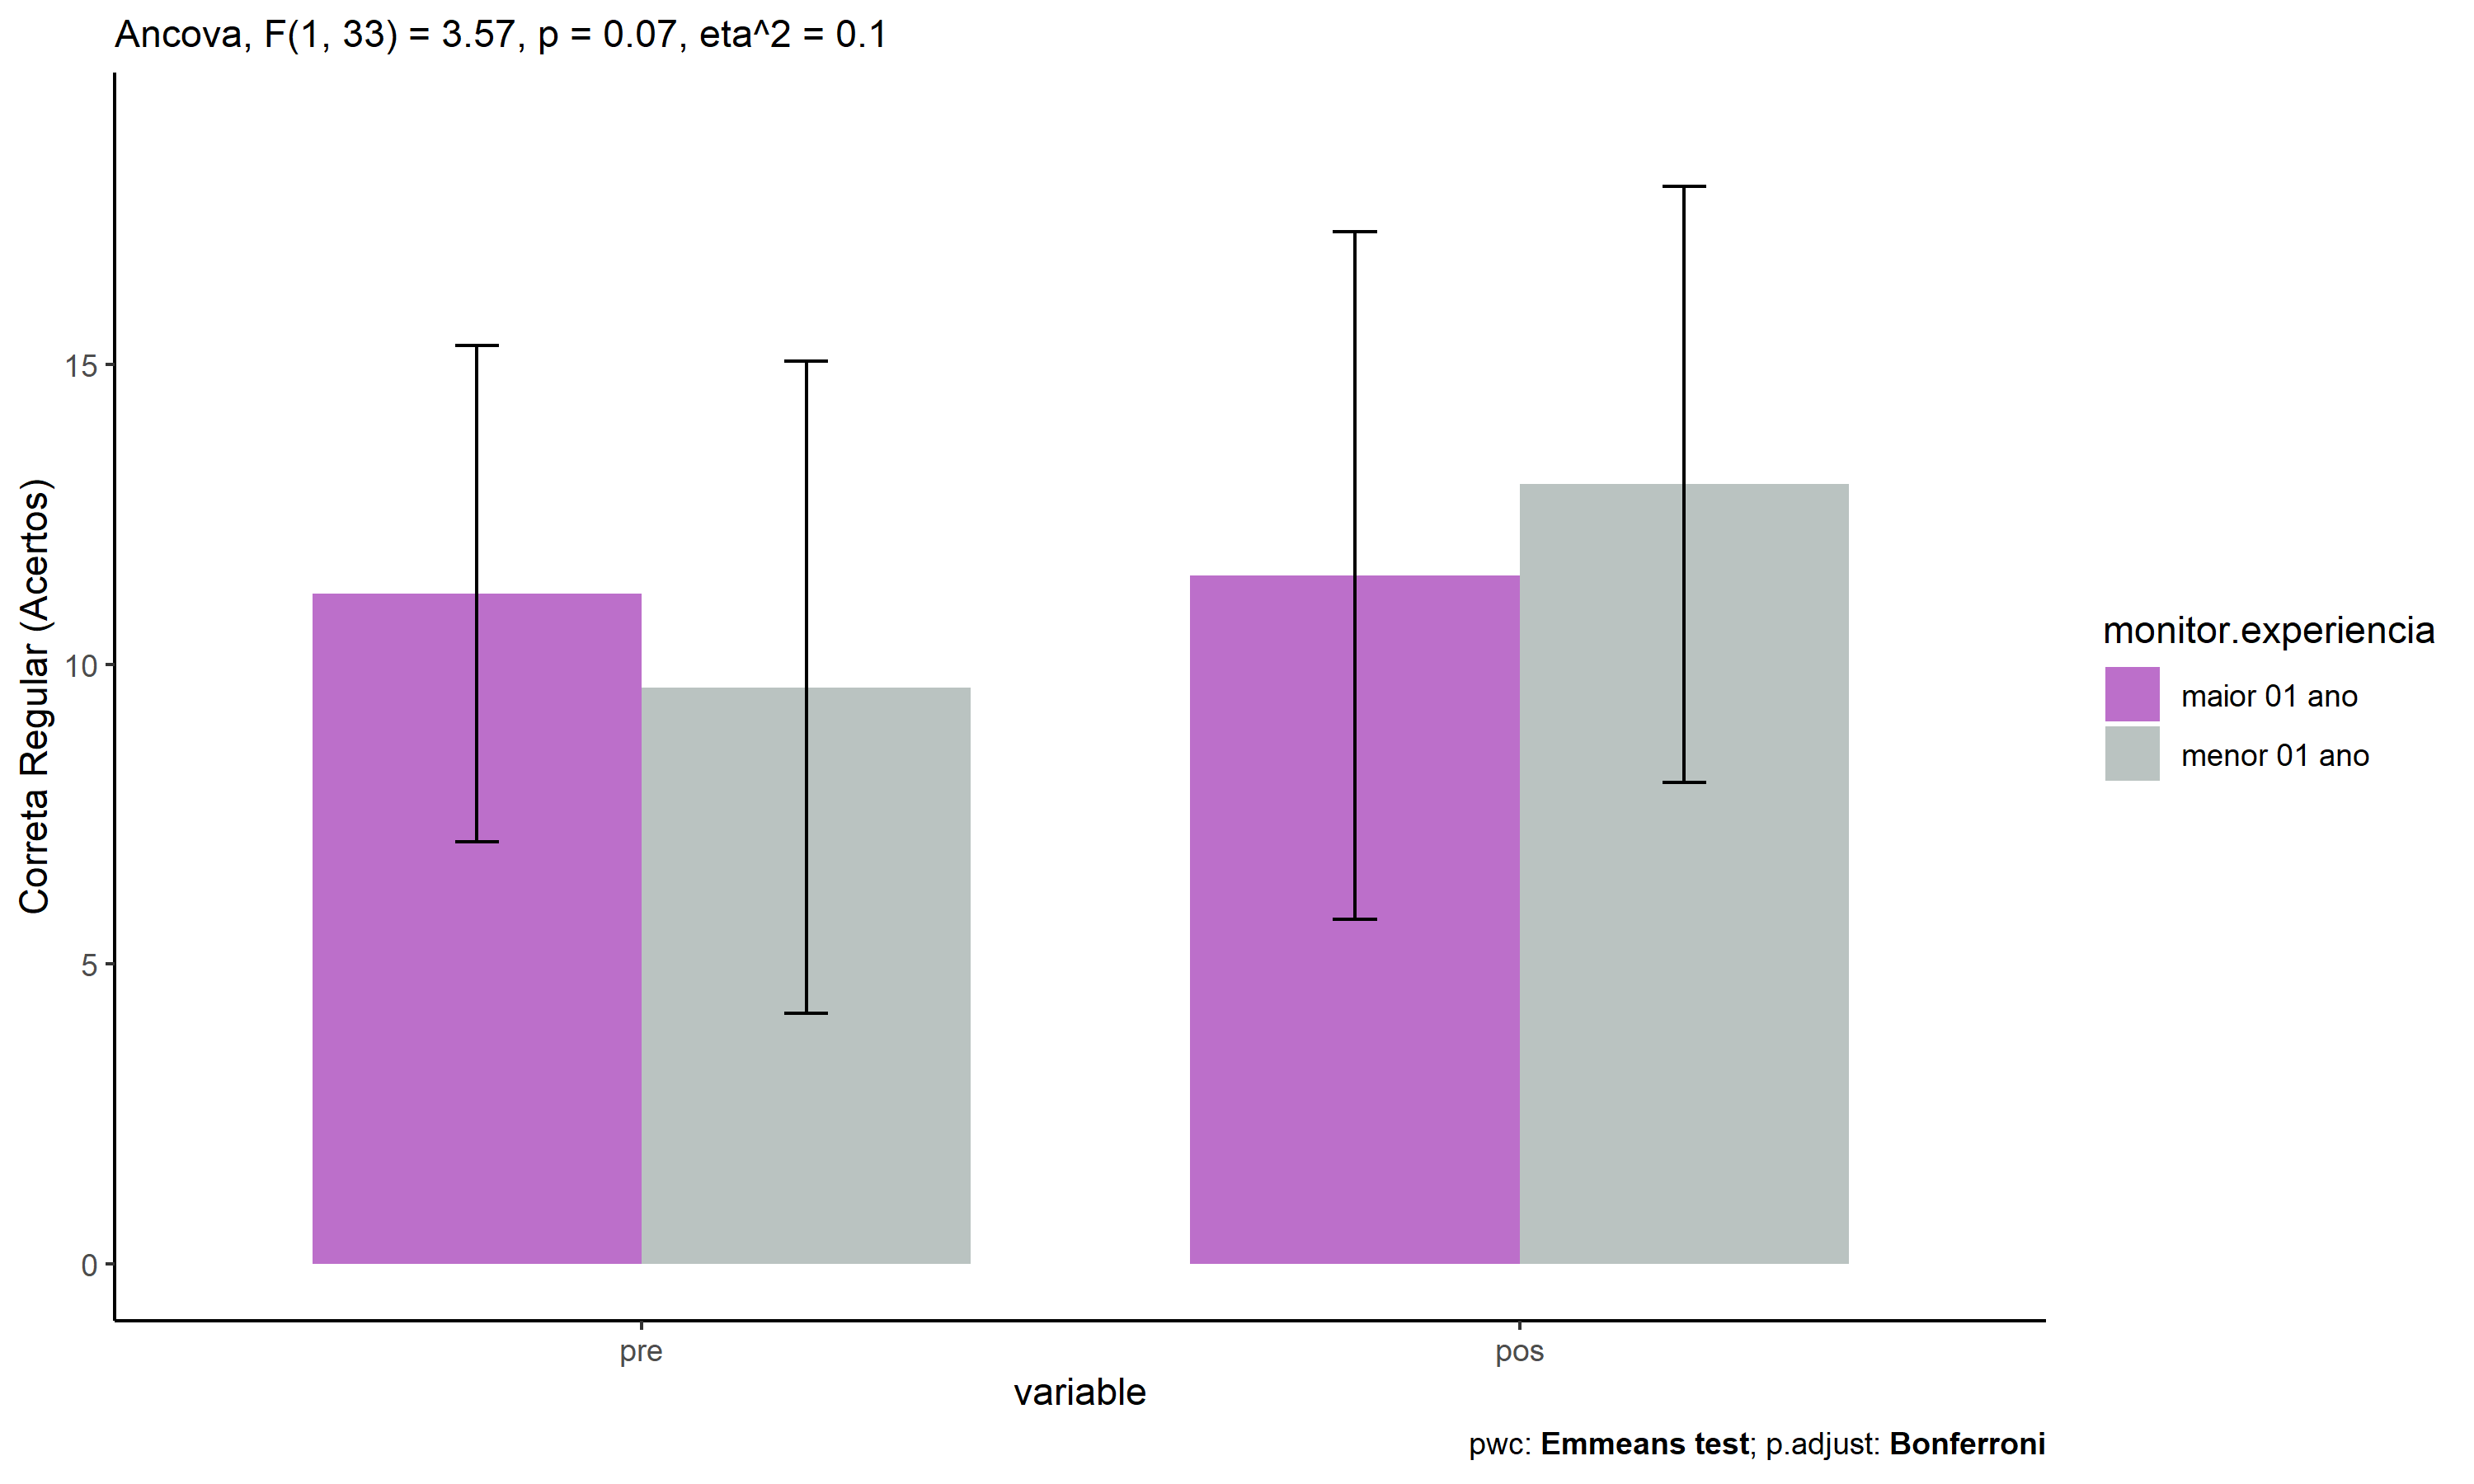 Ancova, F(1, 33) = 3.57, p = 0.07, eta^2 = 0.1
Correta Regular (Acertos)
15
10
5
0
pre
pos
variable
monitor.experiencia
maior 01 ano
menor 01 ano
pwc: Emmeans test; p.adjust: Bonferroni